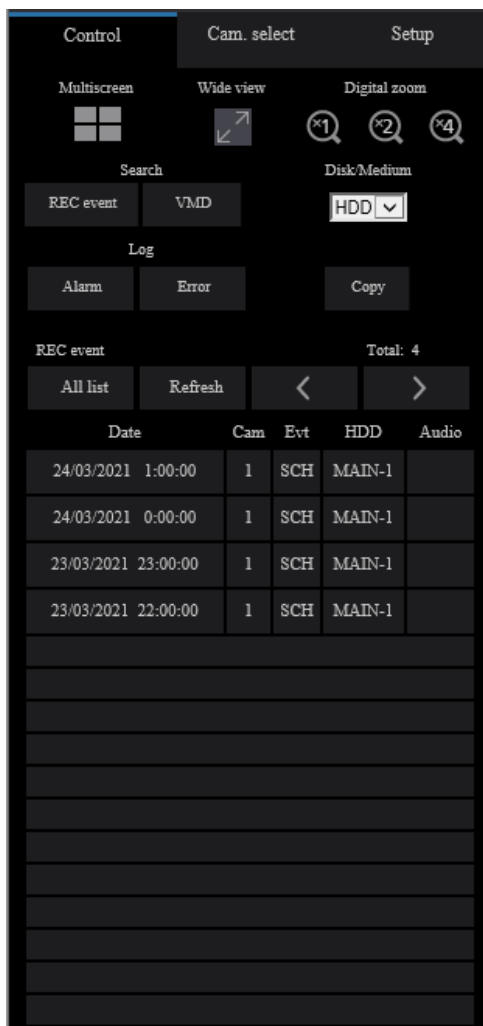 Control Cam. select Setup
Multiscreen Wide view Digital zoom
×1 ×2 ×4
Search Disk/Medium
REC event VMD HDD
Log
Alarm Error Copy
REC event Total: 4
All list Refresh < >
Date Cam Evt HDD Audio
24/03/2021 1:00:00 1 SCH MAIN-1
24/03/2021 0:00:00 1 SCH MAIN-1
23/03/2021 23:00:00 1 SCH MAIN-1
23/03/2021 22:00:00 1 SCH MAIN-1